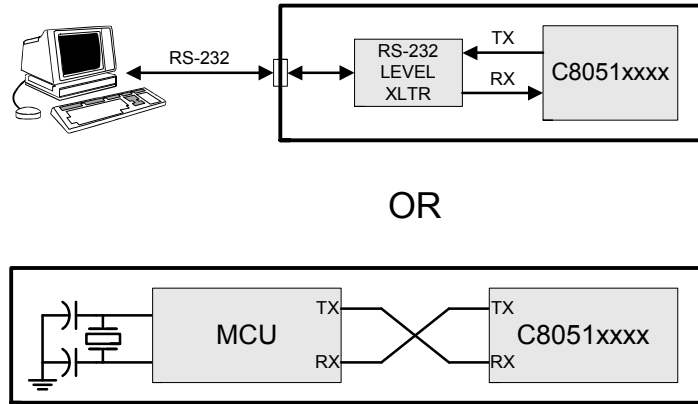 RS-232
RS-232
LEVEL
XLTR
TX
RX
C8051xxxx
OR
MCU
TX
RX
TX
RX
C8051xxxx